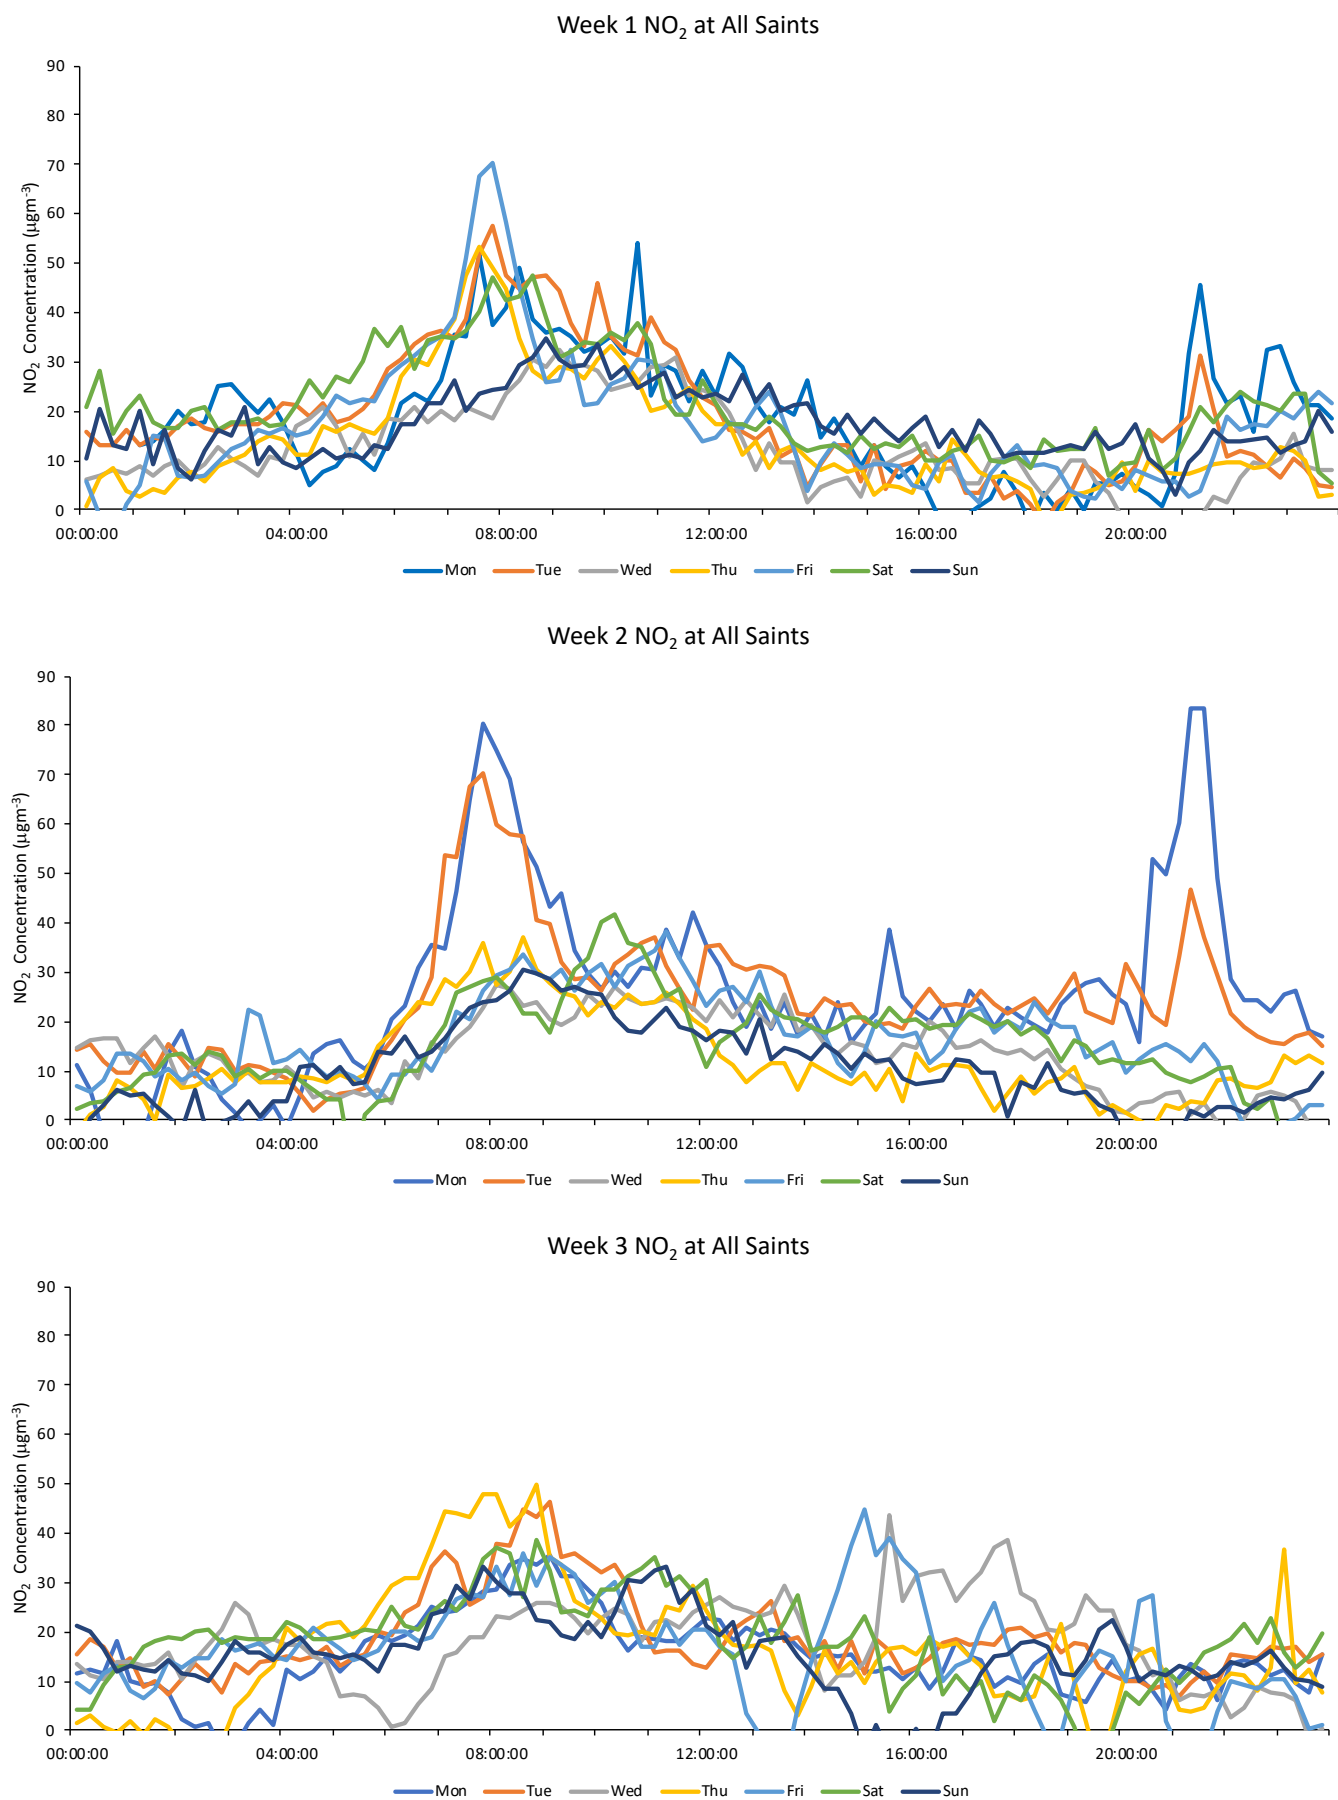 Week 1 NO2 at All Saints
NO2 Concentration (µgm-3)
90
80
70
60
50
40
30
20
10
0
00:00:00 04:00:00 08:00:00 12:00:00 16:00:00 20:00:00
Mon Tue Wed Thu Fri Sat Sun
Week 2 NO2 at All Saints
NO2 Concentration (µgm-3)
90
80
70
60
50
40
30
20
10
0
00:00:00 04:00:00 08:00:00 12:00:00 16:00:00 20:00:00
Mon Tue Wed Thu Fri Sat Sun
Week 3 NO2 at All Saints
NO2 Concentration (µgm-3)
90
80
70
60
50
40
30
20
10
0
00:00:00 04:00:00 08:00:00 12:00:00 16:00:00 20:00:00
Mon Tue Wed Thu Fri Sat Sun